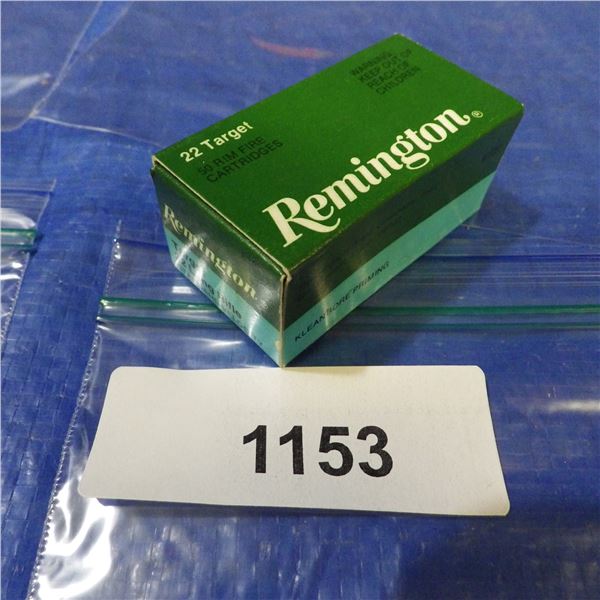 22 Target
50 RIM FIRE
CARTRIDGES
WARNING:
KEEP OUT OF
REACH OF
CHILDREN
Remington®
Remington
KLEANBORE PRIMING
1153